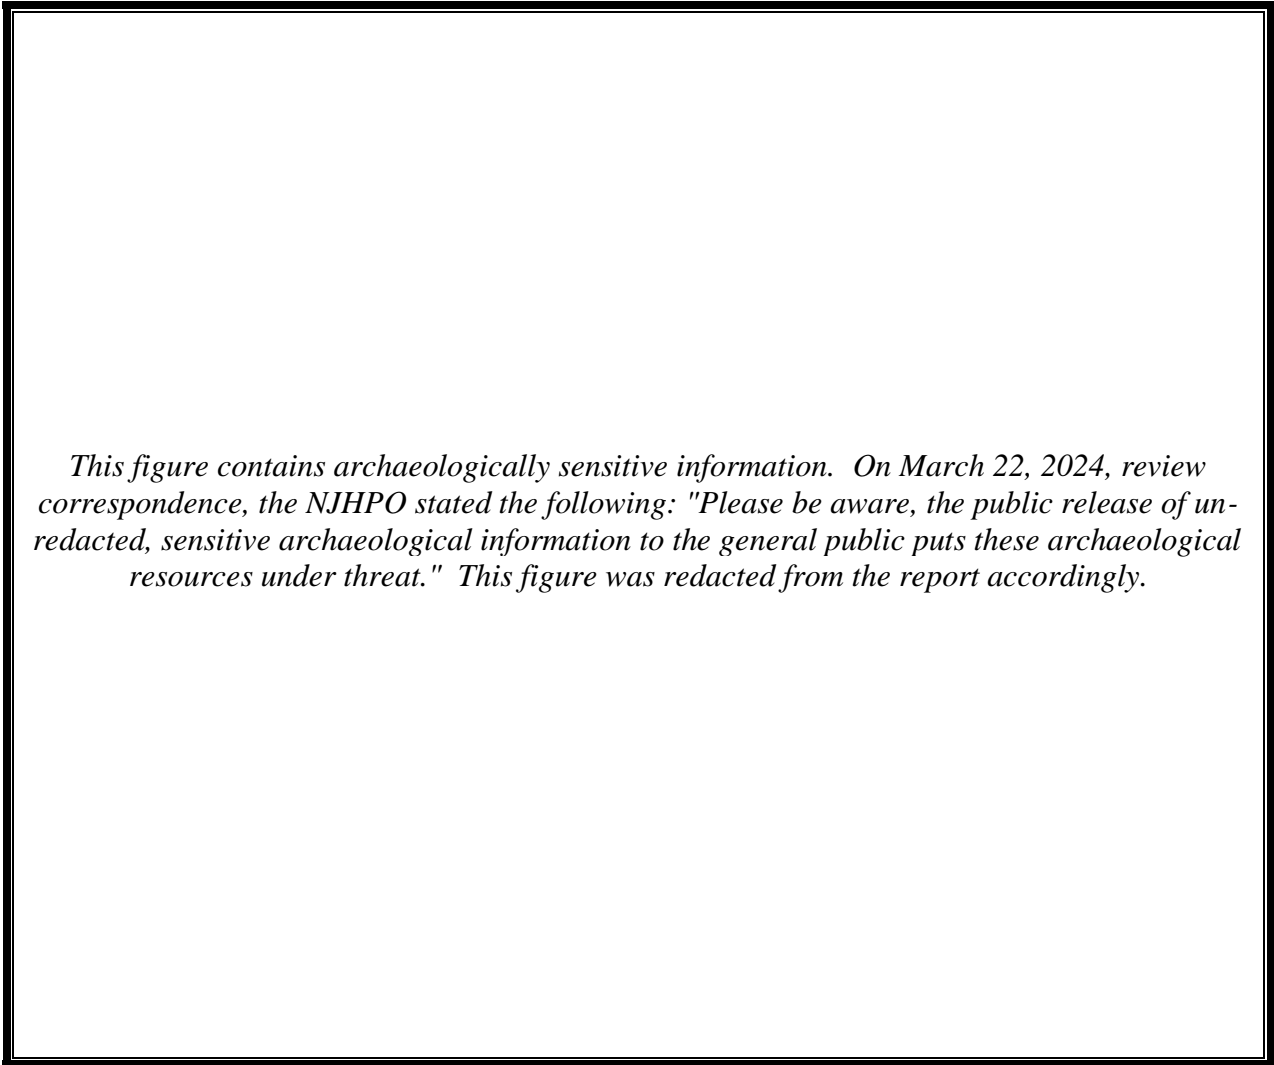 This figure contains archaeologically sensitive information.  On March 22, 2024, review
correspondence, the NJHPO stated the following: "Please be aware, the public release of un-
redacted, sensitive archaeological information to the general public puts these archaeological
resources under threat."  This figure was redacted from the report accordingly.